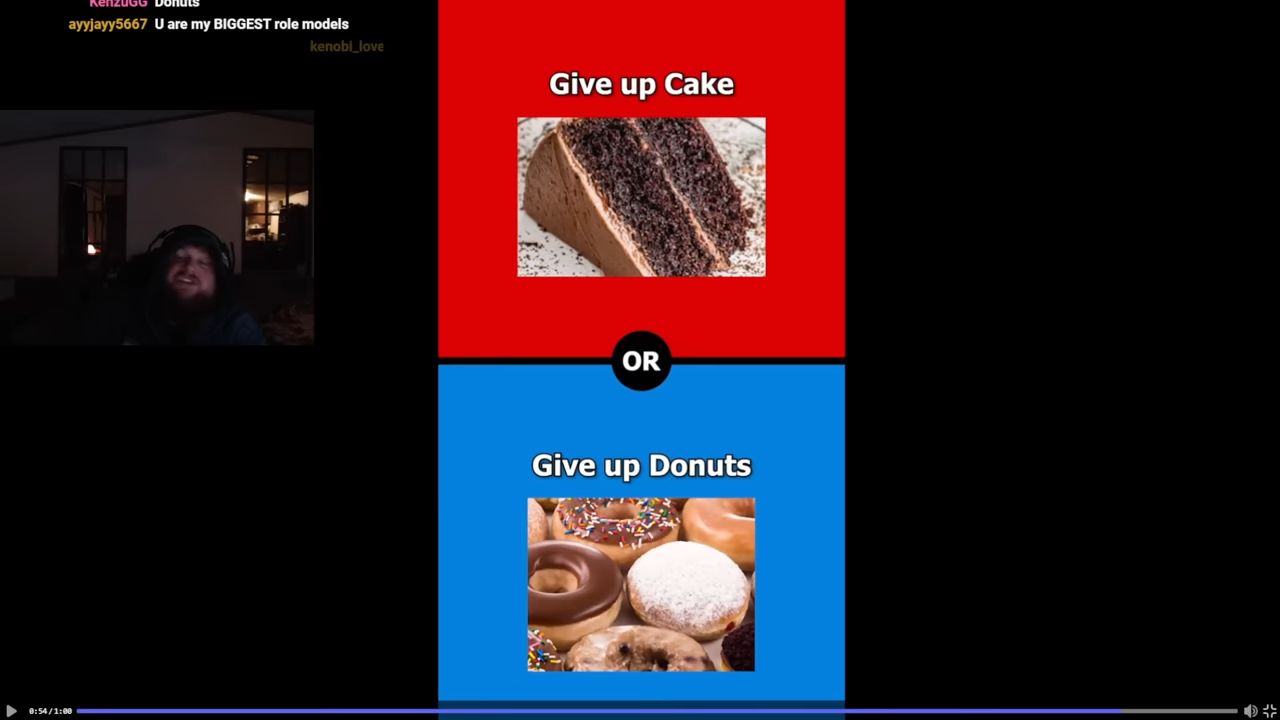 KenzuGG Donuts
ayyjayy5667 U are my BIGGEST role models
kenobi_love
Give up Cake
OR
Give up Donuts
0:54 / 1:00